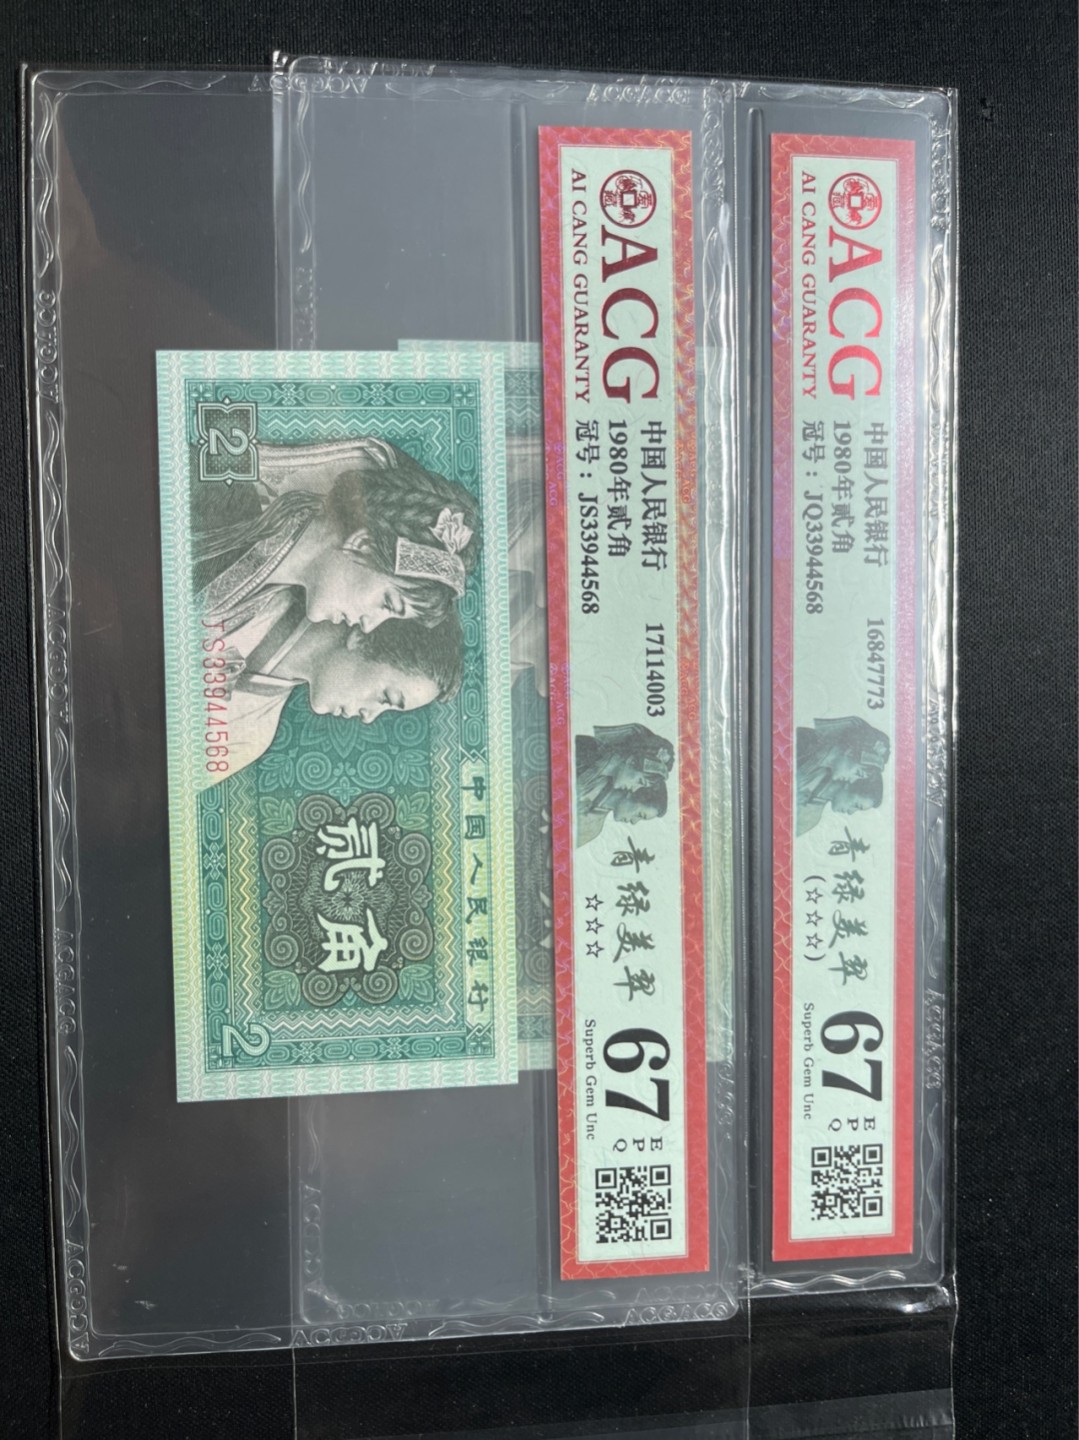 ACG
AI CANG GUARANTY
中国人民银行 16847773
1980年贰角
冠号：JQ33944568
青绿美翠
(☆☆☆)
67
EPQ
Superb Gem Unc
ACG
AI CANG GUARANTY
中国人民银行 17114003
1980年贰角
冠号：JS33944568
青绿美翠
☆☆☆
67
EPQ
Superb Gem Unc
中国人民银行
贰角
2
JS33944568
2